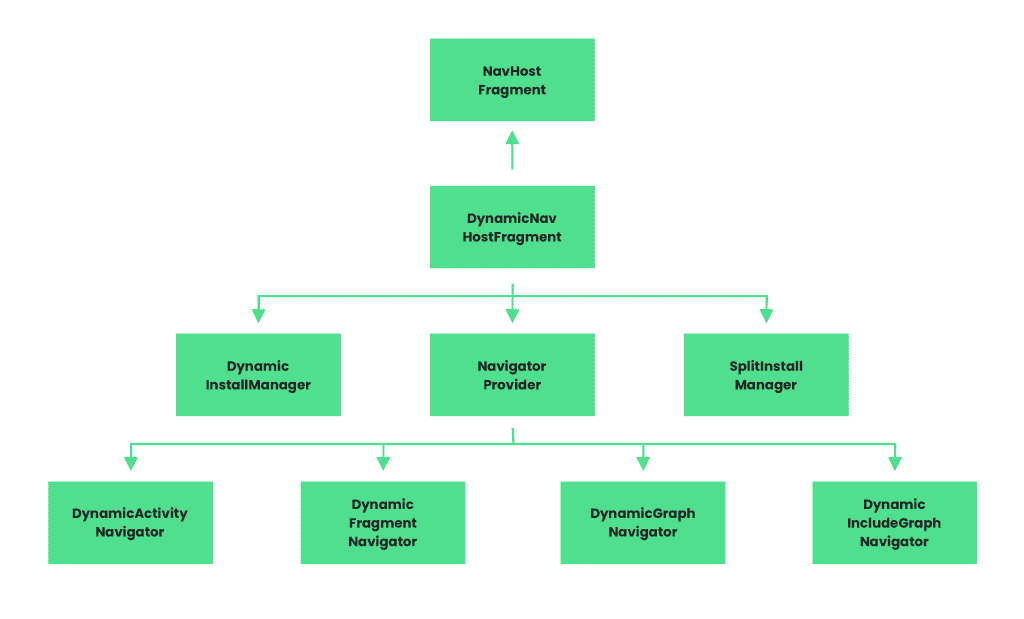 NavHost
Fragment
DynamicNav
HostFragment
Dynamic
InstallManager
Navigator
Provider
SplitInstall
Manager
DynamicActivity
Navigator
Dynamic
Fragment
Navigator
DynamicGraph
Navigator
Dynamic
IncludeGraph
Navigator